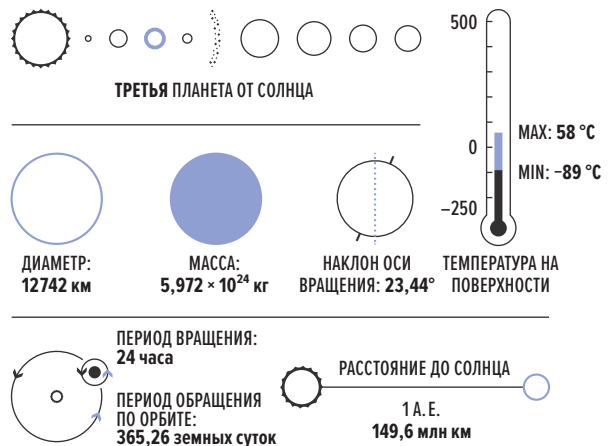 500
ТРЕТЬЯ ПЛАНЕТА ОТ СОЛНЦА
MAX: 58 °C
0
MIN: −89 °C
−250
ДИАМЕТР:
12742 км
МАССА:
5,972 × 10²⁴ кг
НАКЛОН ОСИ
ВРАЩЕНИЯ: 23,44°
ТЕМПЕРАТУРА НА
ПОВЕРХНОСТИ
ПЕРИОД ВРАЩЕНИЯ:
24 часа
ПЕРИОД ОБРАЩЕНИЯ
ПО ОРБИТЕ:
365,26 земных суток
РАССТОЯНИЕ ДО СОЛНЦА
1 А. Е.
149,6 млн км